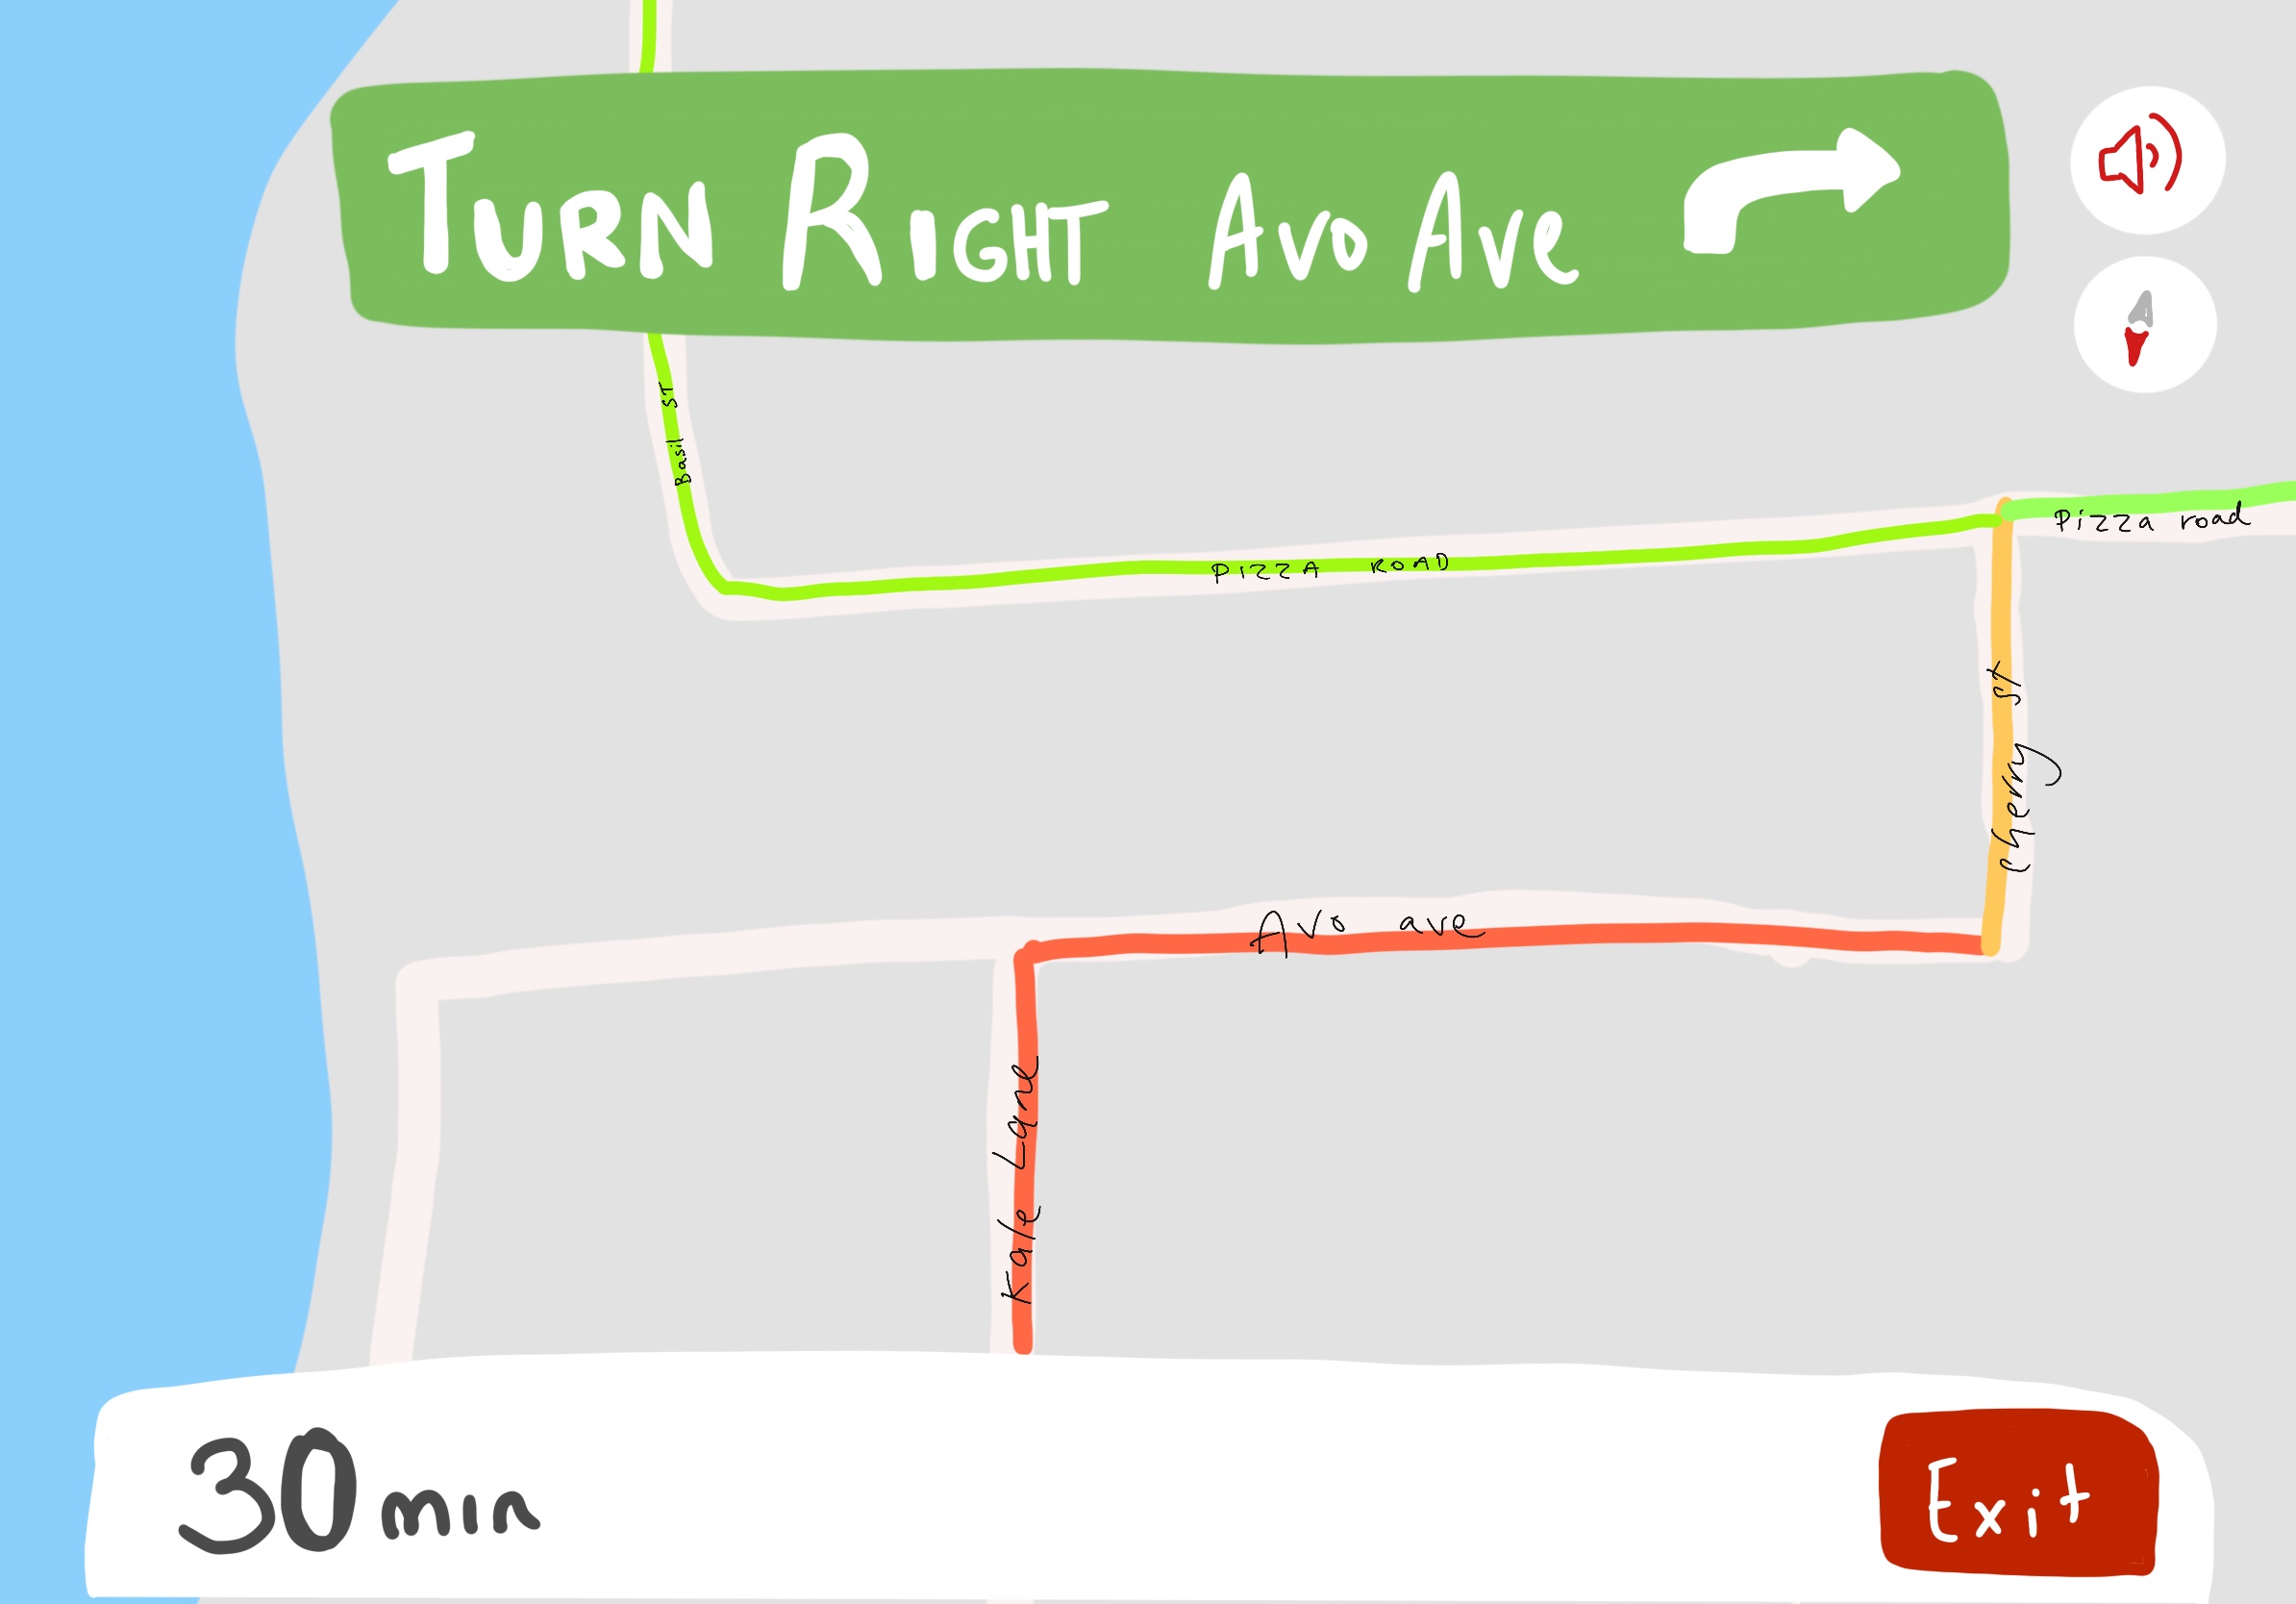 TURN RIGHT AVO AVE
Basil ST
PIZZA ROAD
Pizza road
Cherry st
Avo ave
Kale Lane
30 min
Exit